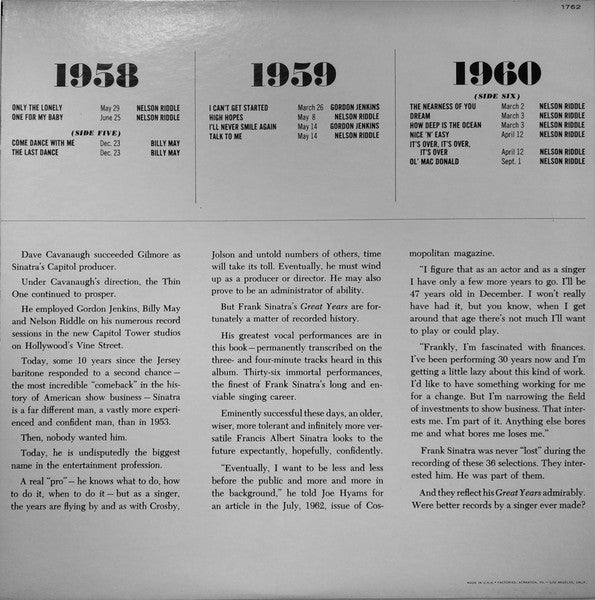 1762
1958
ONLY THE LONELY May 29 NELSON RIDDLE
ONE FOR MY BABY June 25 NELSON RIDDLE
(SIDE FIVE)
COME DANCE WITH ME Dec. 23 BILLY MAY
THE LAST DANCE Dec. 23 BILLY MAY
1959
I CAN'T GET STARTED March 26 GORDON JENKINS
HIGH HOPES May 8 NELSON RIDDLE
I'LL NEVER SMILE AGAIN May 14 GORDON JENKINS
TALK TO ME May 14 NELSON RIDDLE
1960
(SIDE SIX)
THE NEARNESS OF YOU March 2 NELSON RIDDLE
DREAM March 3 NELSON RIDDLE
HOW DEEP IS THE OCEAN March 3 NELSON RIDDLE
NICE 'N' EASY April 12 NELSON RIDDLE
IT'S OVER, IT'S OVER,
IT'S OVER April 12 NELSON RIDDLE
OL' MAC DONALD Sept. 1 NELSON RIDDLE
Dave Cavanaugh succeeded Gilmore as
Sinatra's Capitol producer.
Under Cavanaugh's direction, the Thin
One continued to prosper.
He employed Gordon Jenkins, Billy May
and Nelson Riddle on his numerous record
sessions in the new Capitol Tower studios
on Hollywood's Vine Street.
Today, some 10 years since the Jersey
baritone responded to a second chance —
the most incredible "comeback" in the his-
tory of American show business — Sinatra
is a far different man, a vastly more experi-
enced and confident man, than in 1953.
Then, nobody wanted him.
Today, he is undisputedly the biggest
name in the entertainment profession.
A real "pro" — he knows what to do, how
to do it, when to do it — but as a singer,
the years are flying by and as with Crosby,
Jolson and untold numbers of others, time
will take its toll. Eventually, he must wind
up as a producer or director. He may also
prove to be an administrator of ability.
But Frank Sinatra's Great Years are for-
tunately a matter of recorded history.
His greatest vocal performances are in
this book — permanently transcribed on the
three- and four-minute tracks heard in this
album. Thirty-six immortal performances,
the finest of Frank Sinatra's long and en-
viable singing career.
Eminently successful these days, an older,
wiser, more tolerant and infinitely more ver-
satile Francis Albert Sinatra looks to the
future expectantly, hopefully, confidently.
"Eventually, I want to be less and less
before the public and more and more in
the background," he told Joe Hyams for
an article in the July, 1962, issue of Cos-
mopolitan magazine.
"I figure that as an actor and as a singer
I have only a few more years to go. I'll be
47 years old in December. I won't really
have had it, but you know, when I get
around that age there's not much I'll want
to play or could play.
"Frankly, I'm fascinated with finances.
I've been performing 30 years now and I'm
getting a little lazy about this kind of work.
I'd like to have something working for me
for a change. But I'm narrowing the field
of investments to show business. That inter-
ests me. I'm part of it. Anything else bores
me and what bores me loses me."
Frank Sinatra was never "lost" during the
recording of these 36 selections. They inter-
ested him. He was part of them.
And they reflect his Great Years admirably.
Were better records by a singer ever made?
MADE IN U.S.A. • FACTORIES: SCRANTON, PA. — LOS ANGELES, CALIF.